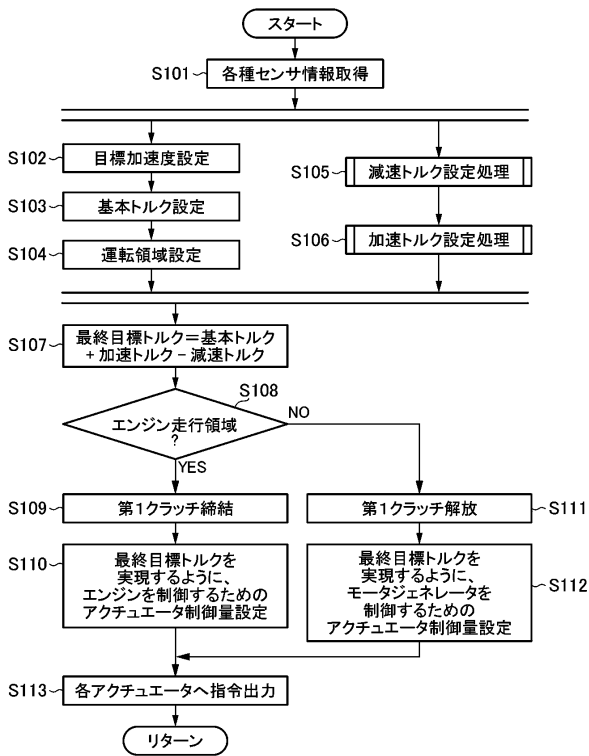 スタート
S101
各種センサ情報取得
S102
目標加速度設定
S103
基本トルク設定
S104
運転領域設定
S105
減速トルク設定処理
S106
加速トルク設定処理
S107
最終目標トルク＝基本トルク
＋加速トルク－減速トルク
S108
エンジン走行領域
?
NO
YES
S109
第1クラッチ締結
S110
最終目標トルクを
実現するように、
エンジンを制御するための
アクチュエータ制御量設定
第1クラッチ解放
S111
最終目標トルクを
実現するように、
モータジェネレータを
制御するための
アクチュエータ制御量設定
S112
S113
各アクチュエータへ指令出力
リターン